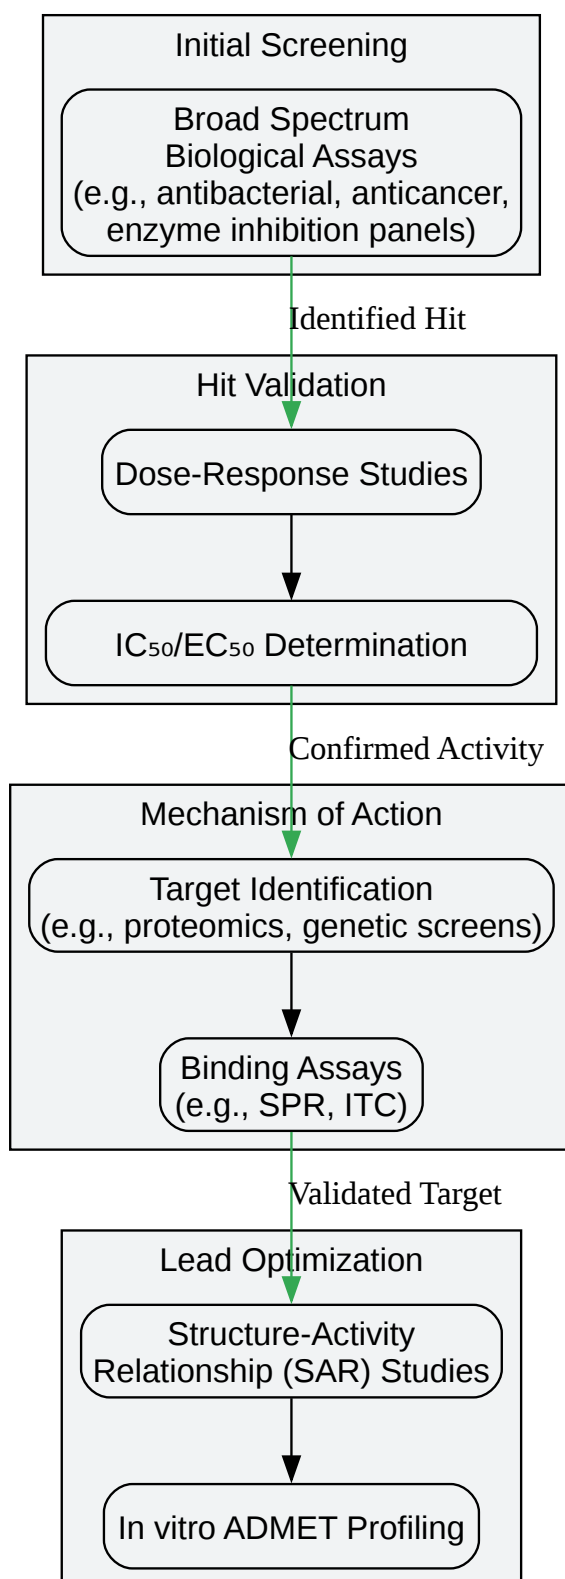 Initial Screening
Broad Spectrum
Biological Assays
(e.g., antibacterial, anticancer,
enzyme inhibition panels)
Identified Hit
Hit Validation
Dose-Response Studies
IC₅₀/EC₅₀ Determination
Confirmed Activity
Mechanism of Action
Target Identification
(e.g., proteomics, genetic screens)
Binding Assays
(e.g., SPR, ITC)
Validated Target
Lead Optimization
Structure-Activity
Relationship (SAR) Studies
In vitro ADMET Profiling